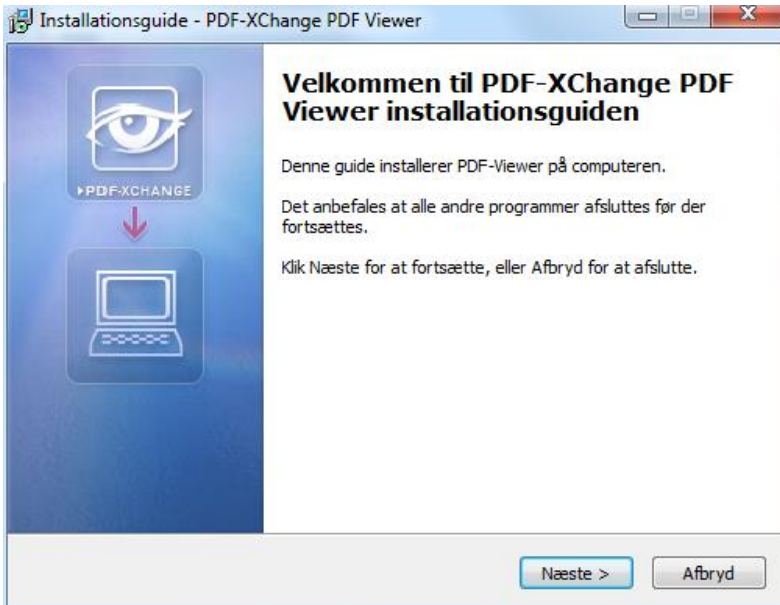 Installationsguide - PDF-XChange PDF Viewer
Velkommen til PDF-XChange PDF
Viewer installationsguiden
Denne guide installerer PDF-Viewer på computeren.
Det anbefales at alle andre programmer afsluttes før der
fortsættes.
Klik Næste for at fortsætte, eller Afbryd for at afslutte.
PDF-XCHANGE
Næste >
Afbryd